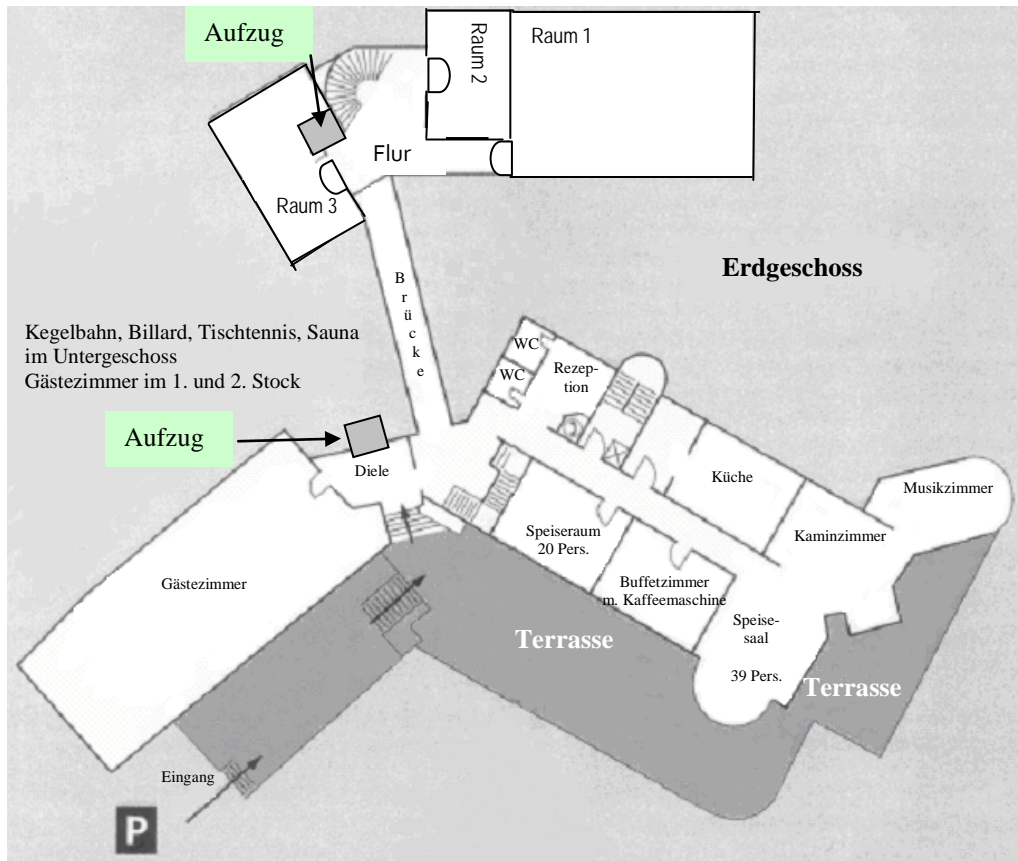 Aufzug
Raum 2
Raum 1
Flur
Raum 3
Erdgeschoss
Brücke
Kegelbahn, Billard, Tischtennis, Sauna
im Untergeschoss
Gästezimmer im 1. und 2. Stock
WC
WC
Rezep-
tion
Aufzug
Diele
Küche
Musikzimmer
Kaminzimmer
Speiseraum
20 Pers.
Gästezimmer
Buffetzimmer
m. Kaffeemaschine
Speise-
saal
39 Pers.
Terrasse
Terrasse
Eingang
P